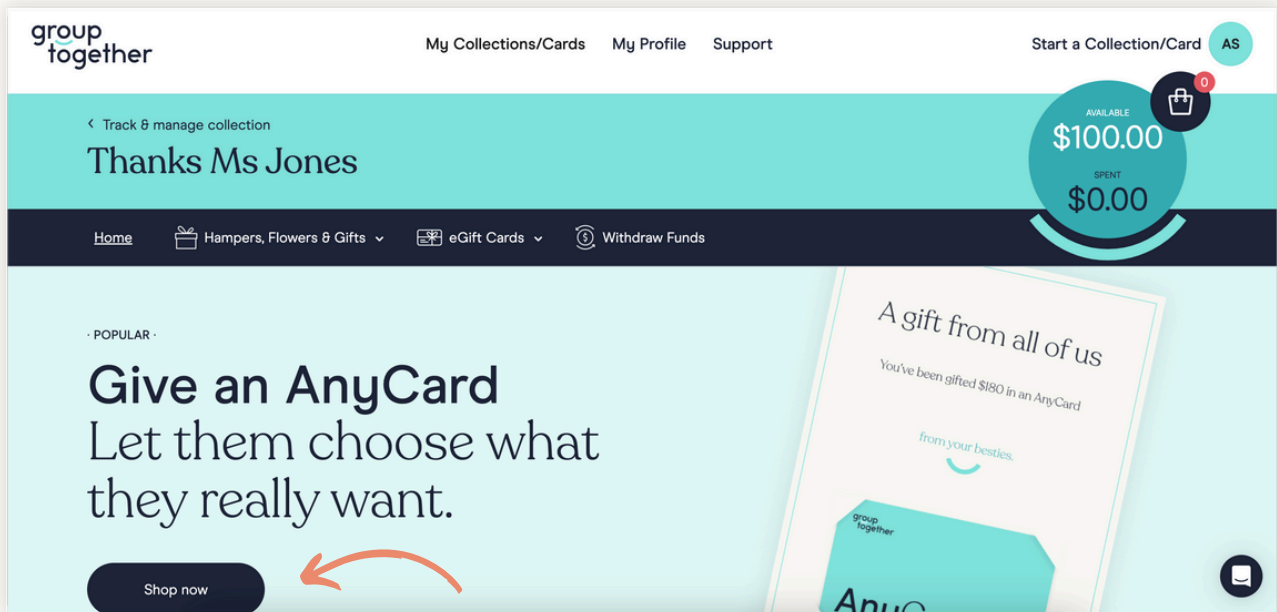 group
together
My Collections/Cards
My Profile
Support
Start a Collection/Card
AS
0
Track & manage collection
Thanks Ms Jones
AVAILABLE
$100.00
SPENT
$0.00
Home
Hampers, Flowers & Gifts
eGift Cards
$
Withdraw Funds
· POPULAR ·
Give an AnyCard
Let them choose what
they really want.
Shop now
A gift from all of us
You've been gifted $180 in an AnyCard
from your besties.
group
together
AnyC